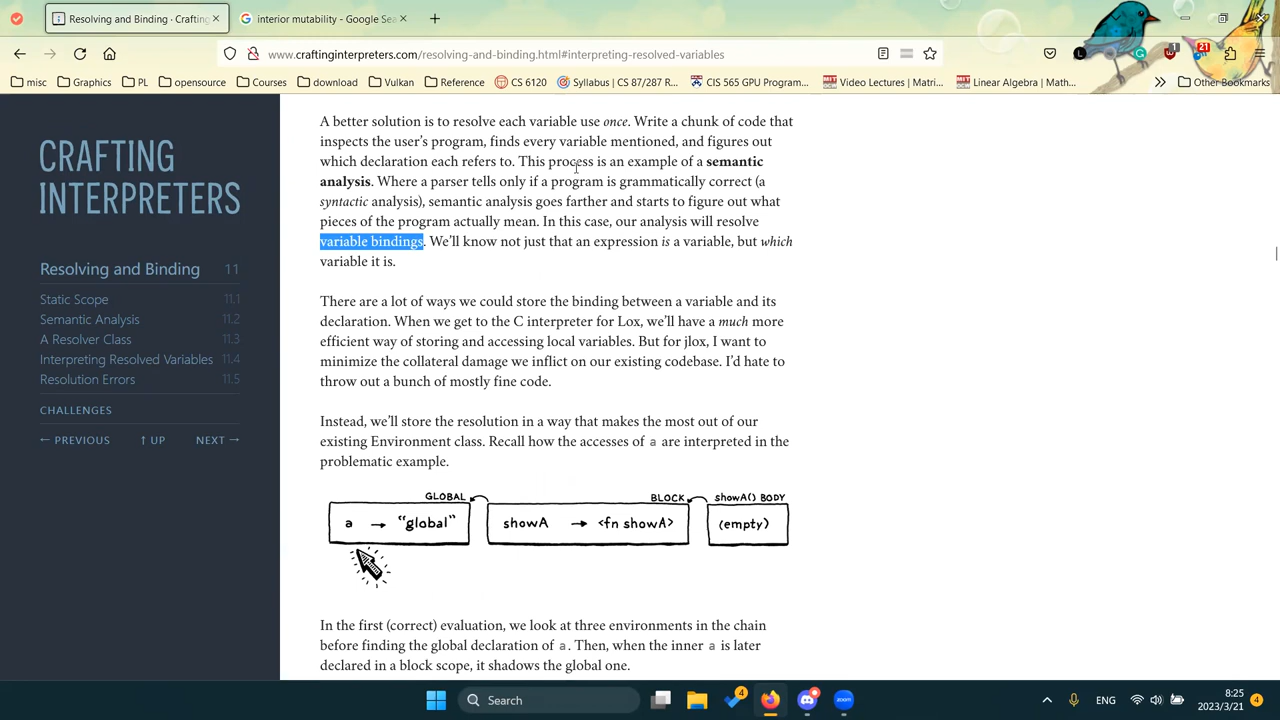 Resolving and Binding · Crafting
interior mutability - Google Sea
www.craftinginterpreters.com/resolving-and-binding.html#interpreting-resolved-variables
L
G
1
21
misc
Graphics
PL
opensource
Courses
download
Vulkan
Reference
CS 6120
Syllabus | CS 87/287 R...
CIS 565 GPU Program...
Video Lectures | Matri...
Linear Algebra | Math...
Other Bookmarks
CRAFTING
INTERPRETERS
Resolving and Binding 11
Static Scope 11.1
Semantic Analysis 11.2
A Resolver Class 11.3
Interpreting Resolved Variables 11.4
Resolution Errors 11.5
CHALLENGES
← PREVIOUS ↑ UP NEXT →
A better solution is to resolve each variable use once. Write a chunk of code that
inspects the user’s program, finds every variable mentioned, and figures out
which declaration each refers to. This process is an example of a semantic
analysis. Where a parser tells only if a program is grammatically correct (a
syntactic analysis), semantic analysis goes farther and starts to figure out what
pieces of the program actually mean. In this case, our analysis will resolve
variable bindings. We’ll know not just that an expression is a variable, but which
variable it is.
There are a lot of ways we could store the binding between a variable and its
declaration. When we get to the C interpreter for Lox, we’ll have a much more
efficient way of storing and accessing local variables. But for jlox, I want to
minimize the collateral damage we inflict on our existing codebase. I’d hate to
throw out a bunch of mostly fine code.
Instead, we’ll store the resolution in a way that makes the most out of our
existing Environment class. Recall how the accesses of a are interpreted in the
problematic example.
GLOBAL BLOCK showA() BODY
a → “global” showA → <fn showA> (empty)
In the first (correct) evaluation, we look at three environments in the chain
before finding the global declaration of a. Then, when the inner a is later
declared in a block scope, it shadows the global one.
Search
4
zoom
ENG
8:25
2023/3/21
4